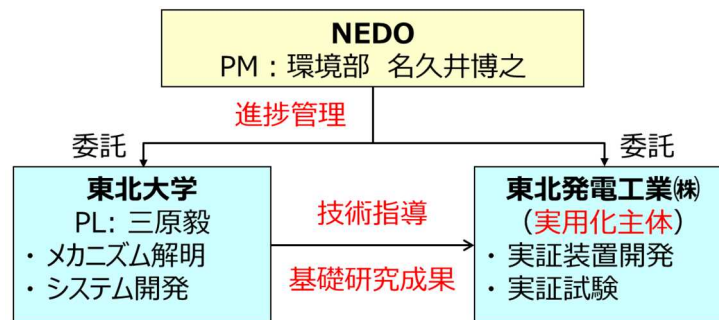 NEDO
PM：環境部 名久井博之
進捗管理
委託
委託
東北大学
PL: 三原毅
・メカニズム解明
・システム開発
技術指導
基礎研究成果
東北発電工業㈱
（実用化主体）
・実証装置開発
・実証試験